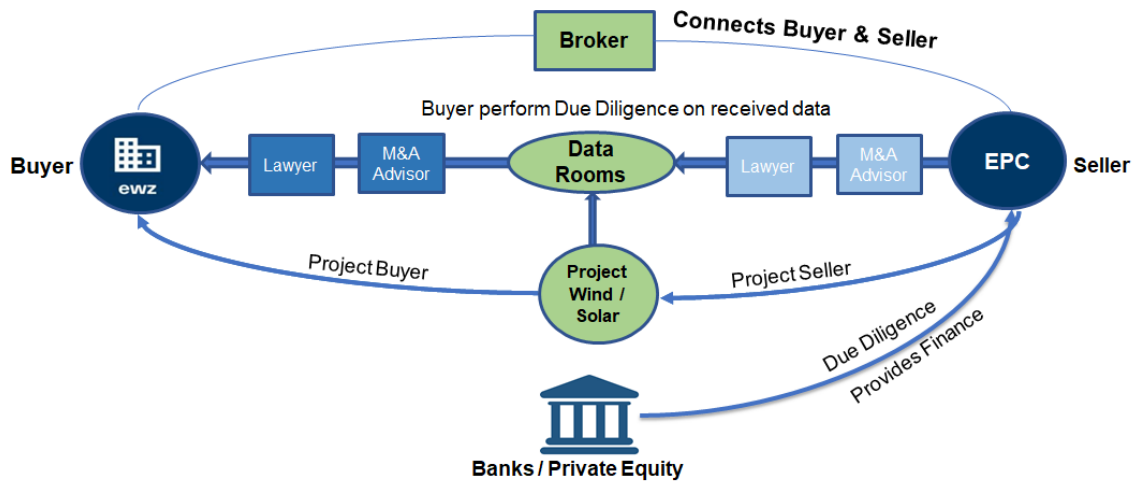 Broker
Connects Buyer & Seller
Buyer perform Due Diligence on received data
Buyer
ewz
Lawyer
M&A
Advisor
Data
Rooms
Lawyer
M&A
Advisor
EPC
Seller
Project Buyer
Project
Wind /
Solar
Project Seller
Due Diligence
Provides Finance
Banks / Private Equity